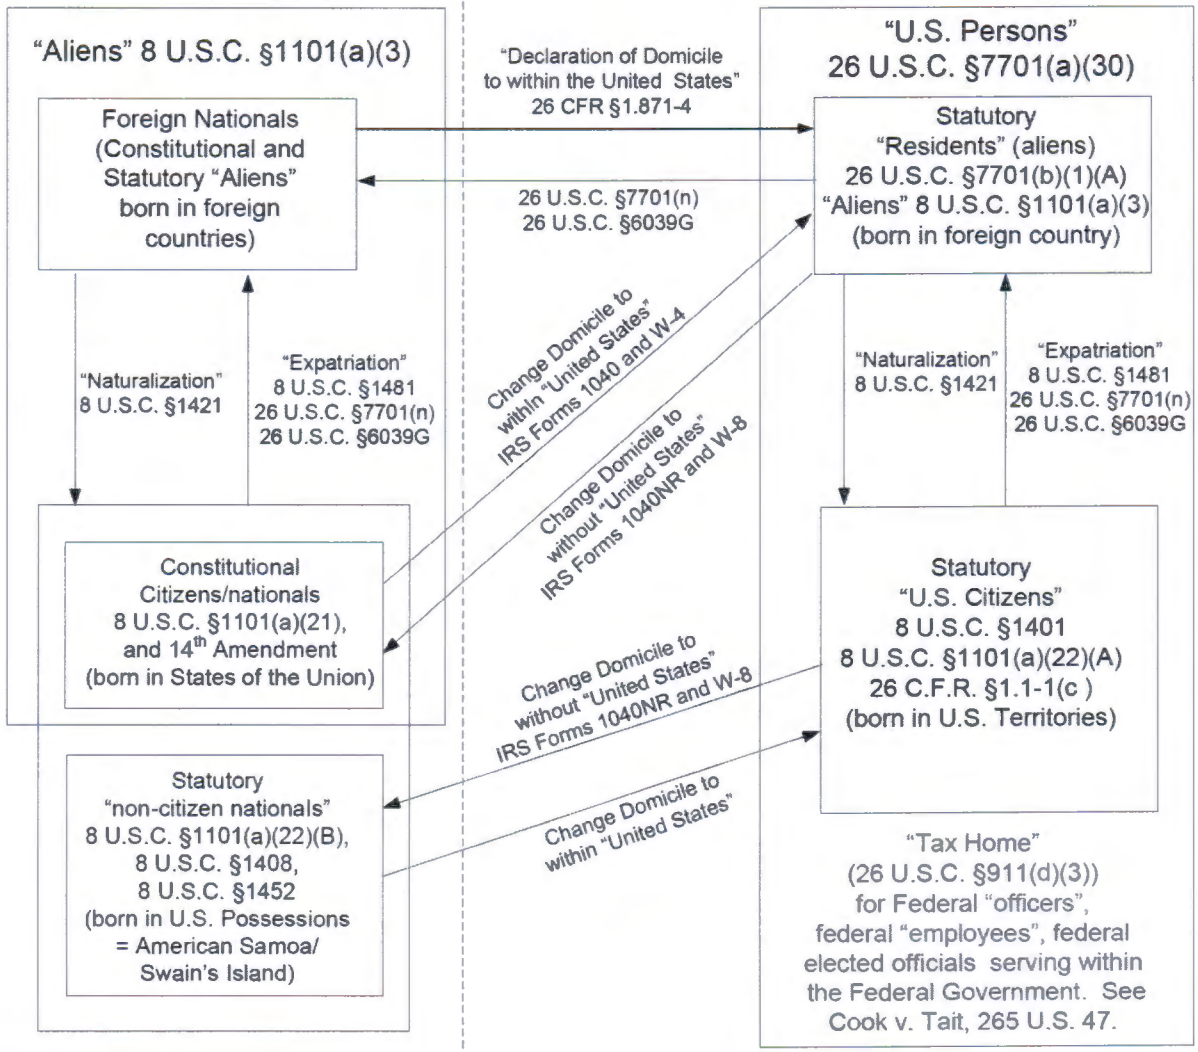 "Aliens" 8 U.S.C. §1101(a)(3)
Foreign Nationals
(Constitutional and
Statutory "Aliens"
born in foreign
countries)
"Naturalization"
8 U.S.C. §1421
"Expatriation"
8 U.S.C. §1481
26 U.S.C. §7701(n)
26 U.S.C. §6039G
Constitutional
Citizens/nationals
8 U.S.C. §1101(a)(21),
and 14th Amendment
(born in States of the Union)
Statutory
"non-citizen nationals"
8 U.S.C. §1101(a)(22)(B),
8 U.S.C. §1408,
8 U.S.C. §1452
(born in U.S. Possessions
= American Samoa/
Swain's Island)
"Declaration of Domicile
to within the United States"
26 CFR §1.871-4
26 U.S.C. §7701(n)
26 U.S.C. §6039G
Change Domicile to
within "United States"
IRS Forms 1040 and W-4
Change Domicile to
without "United States"
IRS Forms 1040NR and W-8
Change Domicile to
without "United States"
IRS Forms 1040NR and W-8
Change Domicile to
within "United States"
"U.S. Persons"
26 U.S.C. §7701(a)(30)
Statutory
"Residents" (aliens)
26 U.S.C. §7701(b)(1)(A)
"Aliens" 8 U.S.C. §1101(a)(3)
(born in foreign country)
"Naturalization"
8 U.S.C. §1421
"Expatriation"
8 U.S.C. §1481
26 U.S.C. §7701(n)
26 U.S.C. §6039G
Statutory
"U.S. Citizens"
8 U.S.C. §1401
8 U.S.C. §1101(a)(22)(A)
26 C.F.R. §1.1-1(c )
(born in U.S. Territories)
"Tax Home"
(26 U.S.C. §911(d)(3))
for Federal "officers",
federal "employees", federal
elected officials serving within
the Federal Government. See
Cook v. Tait, 265 U.S. 47.